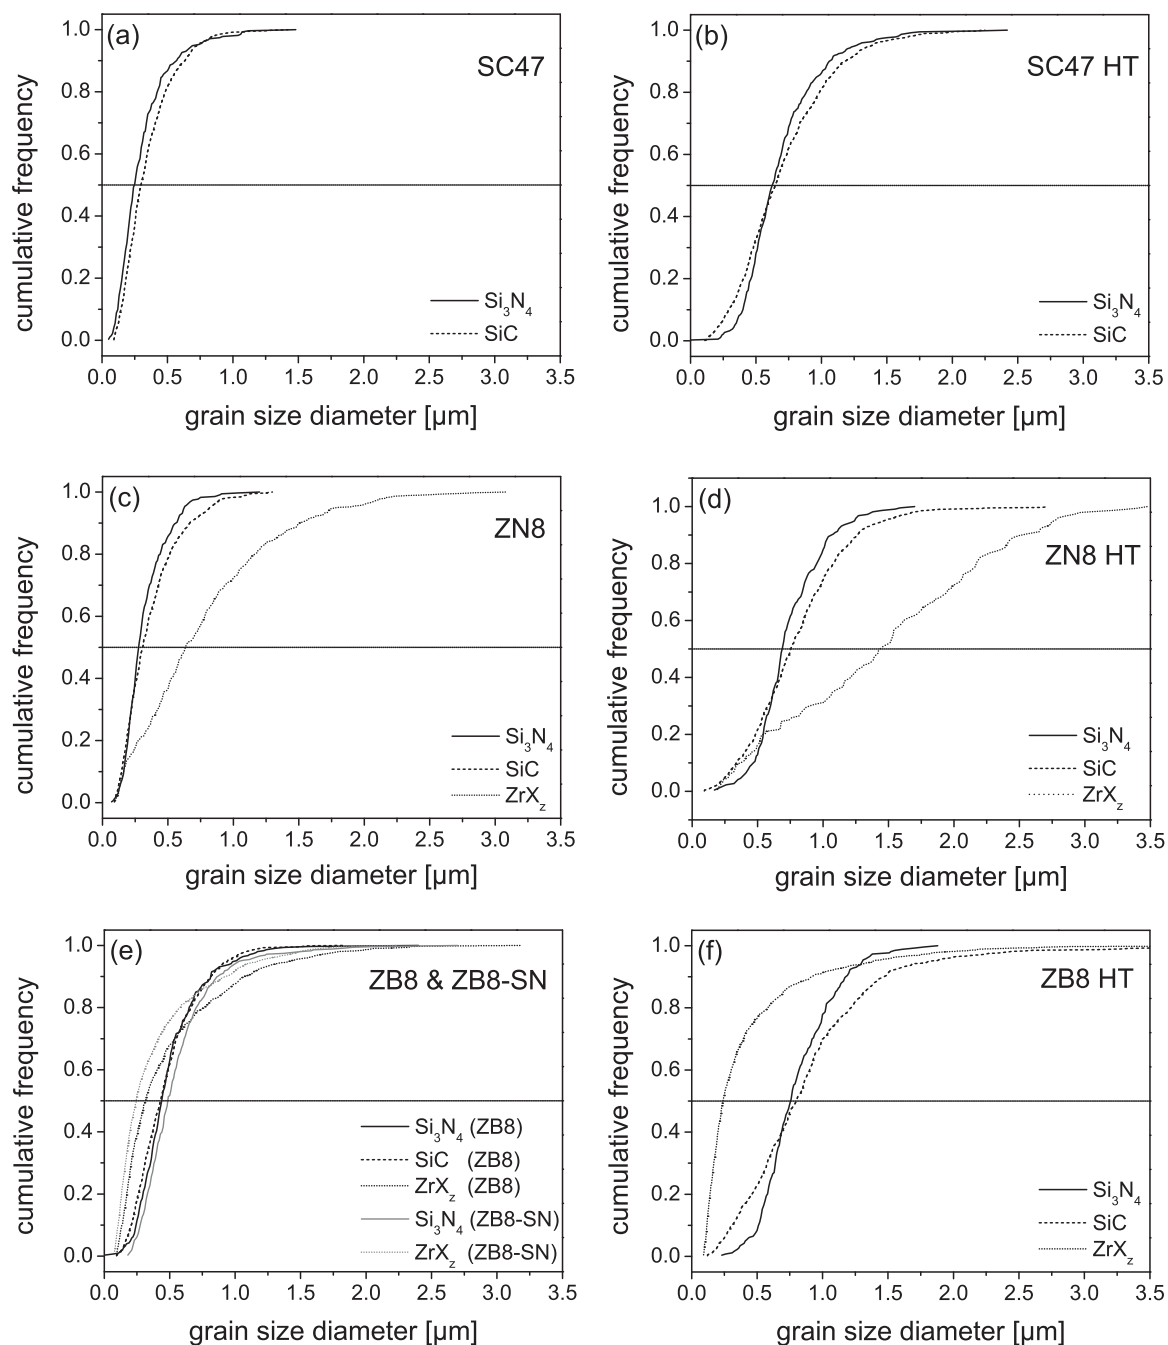 (a)
SC47
cumulative frequency
1.0
0.8
0.6
0.4
0.2
0.0
Si3N4
SiC
0.0 0.5 1.0 1.5 2.0 2.5 3.0 3.5
grain size diameter [µm]
(b)
SC47 HT
cumulative frequency
1.0
0.8
0.6
0.4
0.2
0.0
Si3N4
SiC
0.0 0.5 1.0 1.5 2.0 2.5 3.0 3.5
grain size diameter [µm]
(c)
ZN8
cumulative frequency
1.0
0.8
0.6
0.4
0.2
0.0
Si3N4
SiC
ZrXz
0.0 0.5 1.0 1.5 2.0 2.5 3.0 3.5
grain size diameter [µm]
(d)
ZN8 HT
cumulative frequency
1.0
0.8
0.6
0.4
0.2
0.0
Si3N4
SiC
ZrXz
0.0 0.5 1.0 1.5 2.0 2.5 3.0 3.5
grain size diameter [µm]
(e)
ZB8 & ZB8-SN
cumulative frequency
1.0
0.8
0.6
0.4
0.2
0.0
Si3N4 (ZB8)
SiC (ZB8)
ZrXz (ZB8)
Si3N4 (ZB8-SN)
ZrXz (ZB8-SN)
0.0 0.5 1.0 1.5 2.0 2.5 3.0 3.5
grain size diameter [µm]
(f)
ZB8 HT
cumulative frequency
1.0
0.8
0.6
0.4
0.2
0.0
Si3N4
SiC
ZrXz
0.0 0.5 1.0 1.5 2.0 2.5 3.0 3.5
grain size diameter [µm]